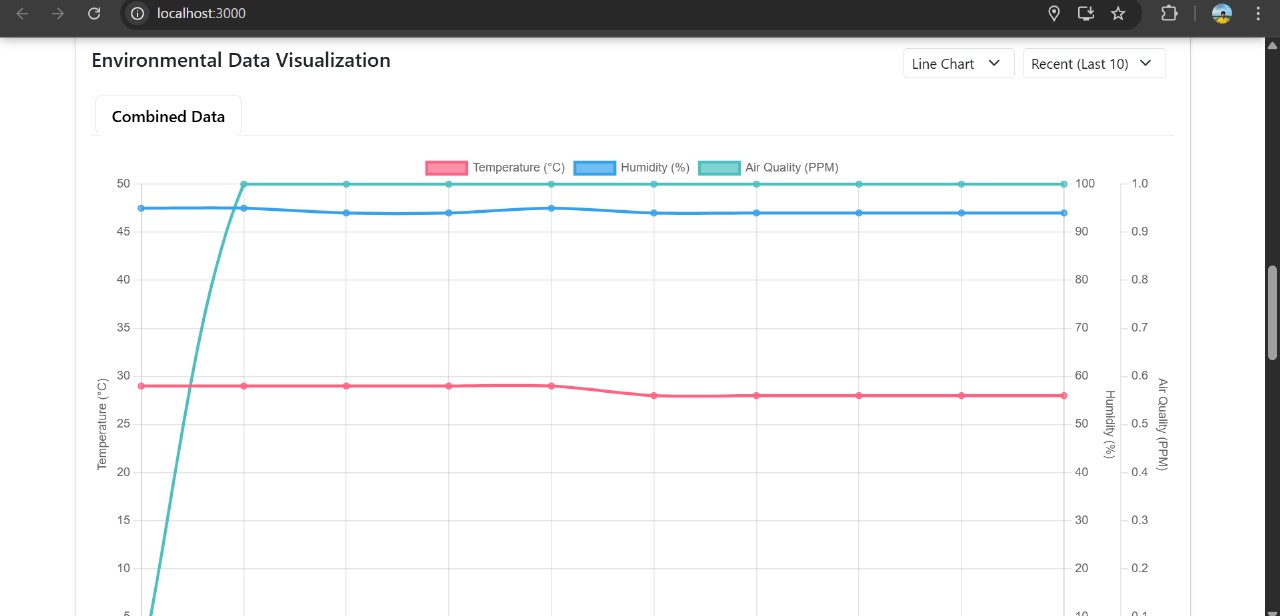 localhost:3000
Environmental Data Visualization
Line Chart
Recent (Last 10)
Combined Data
Temperature (°C) Humidity (%) Air Quality (PPM)
50 100 1.0
45 90 0.9
40 80 0.8
35 70 0.7
30 60 0.6
25 50 0.5
20 40 0.4
15 30 0.3
10 20 0.2
5 10 0.1
Temperature (°C)
Humidity (%)
Air Quality (PPM)